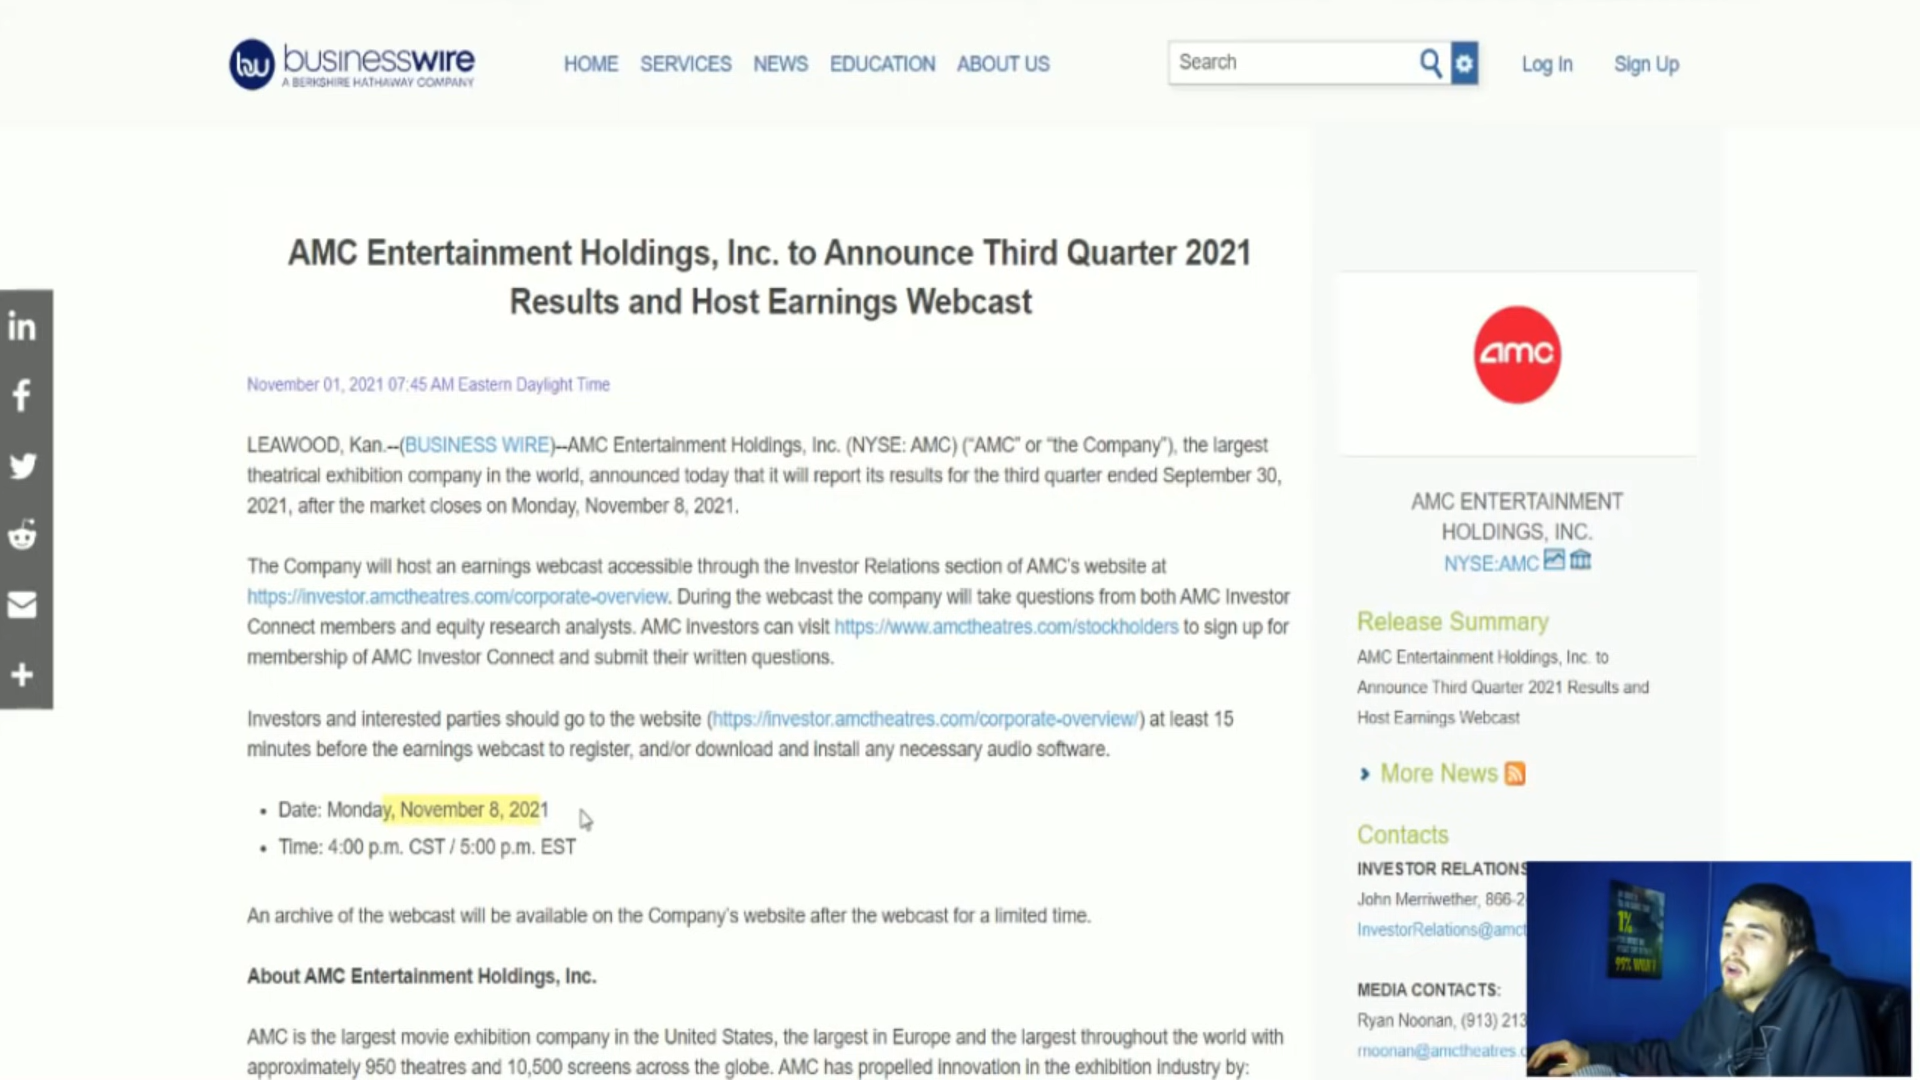 bw businesswire
A BERKSHIRE HATHAWAY COMPANY
HOME SERVICES NEWS EDUCATION ABOUT US
Search
Log In Sign Up
AMC Entertainment Holdings, Inc. to Announce Third Quarter 2021
Results and Host Earnings Webcast
November 01, 2021 07:45 AM Eastern Daylight Time
LEAWOOD, Kan.--(BUSINESS WIRE)--AMC Entertainment Holdings, Inc. (NYSE: AMC) (“AMC” or “the Company”), the largest
theatrical exhibition company in the world, announced today that it will report its results for the third quarter ended September 30,
2021, after the market closes on Monday, November 8, 2021.
The Company will host an earnings webcast accessible through the Investor Relations section of AMC’s website at
https://investor.amctheatres.com/corporate-overview. During the webcast the company will take questions from both AMC Investor
Connect members and equity research analysts. AMC investors can visit https://www.amctheatres.com/stockholders to sign up for
membership of AMC Investor Connect and submit their written questions.
Investors and interested parties should go to the website (https://investor.amctheatres.com/corporate-overview/) at least 15
minutes before the earnings webcast to register, and/or download and install any necessary audio software.
• Date: Monday, November 8, 2021
• Time: 4:00 p.m. CST / 5:00 p.m. EST
An archive of the webcast will be available on the Company’s website after the webcast for a limited time.
About AMC Entertainment Holdings, Inc.
AMC is the largest movie exhibition company in the United States, the largest in Europe and the largest throughout the world with
approximately 950 theatres and 10,500 screens across the globe. AMC has propelled innovation in the exhibition industry by:
amc
AMC ENTERTAINMENT
HOLDINGS, INC.
NYSE:AMC
Release Summary
AMC Entertainment Holdings, Inc. to
Announce Third Quarter 2021 Results and
Host Earnings Webcast
More News
Contacts
INVESTOR RELATIONS
John Merriwether, 866-2
InvestorRelations@amct
MEDIA CONTACTS:
Ryan Noonan, (913) 213
rnoonan@amctheatres.c
1%